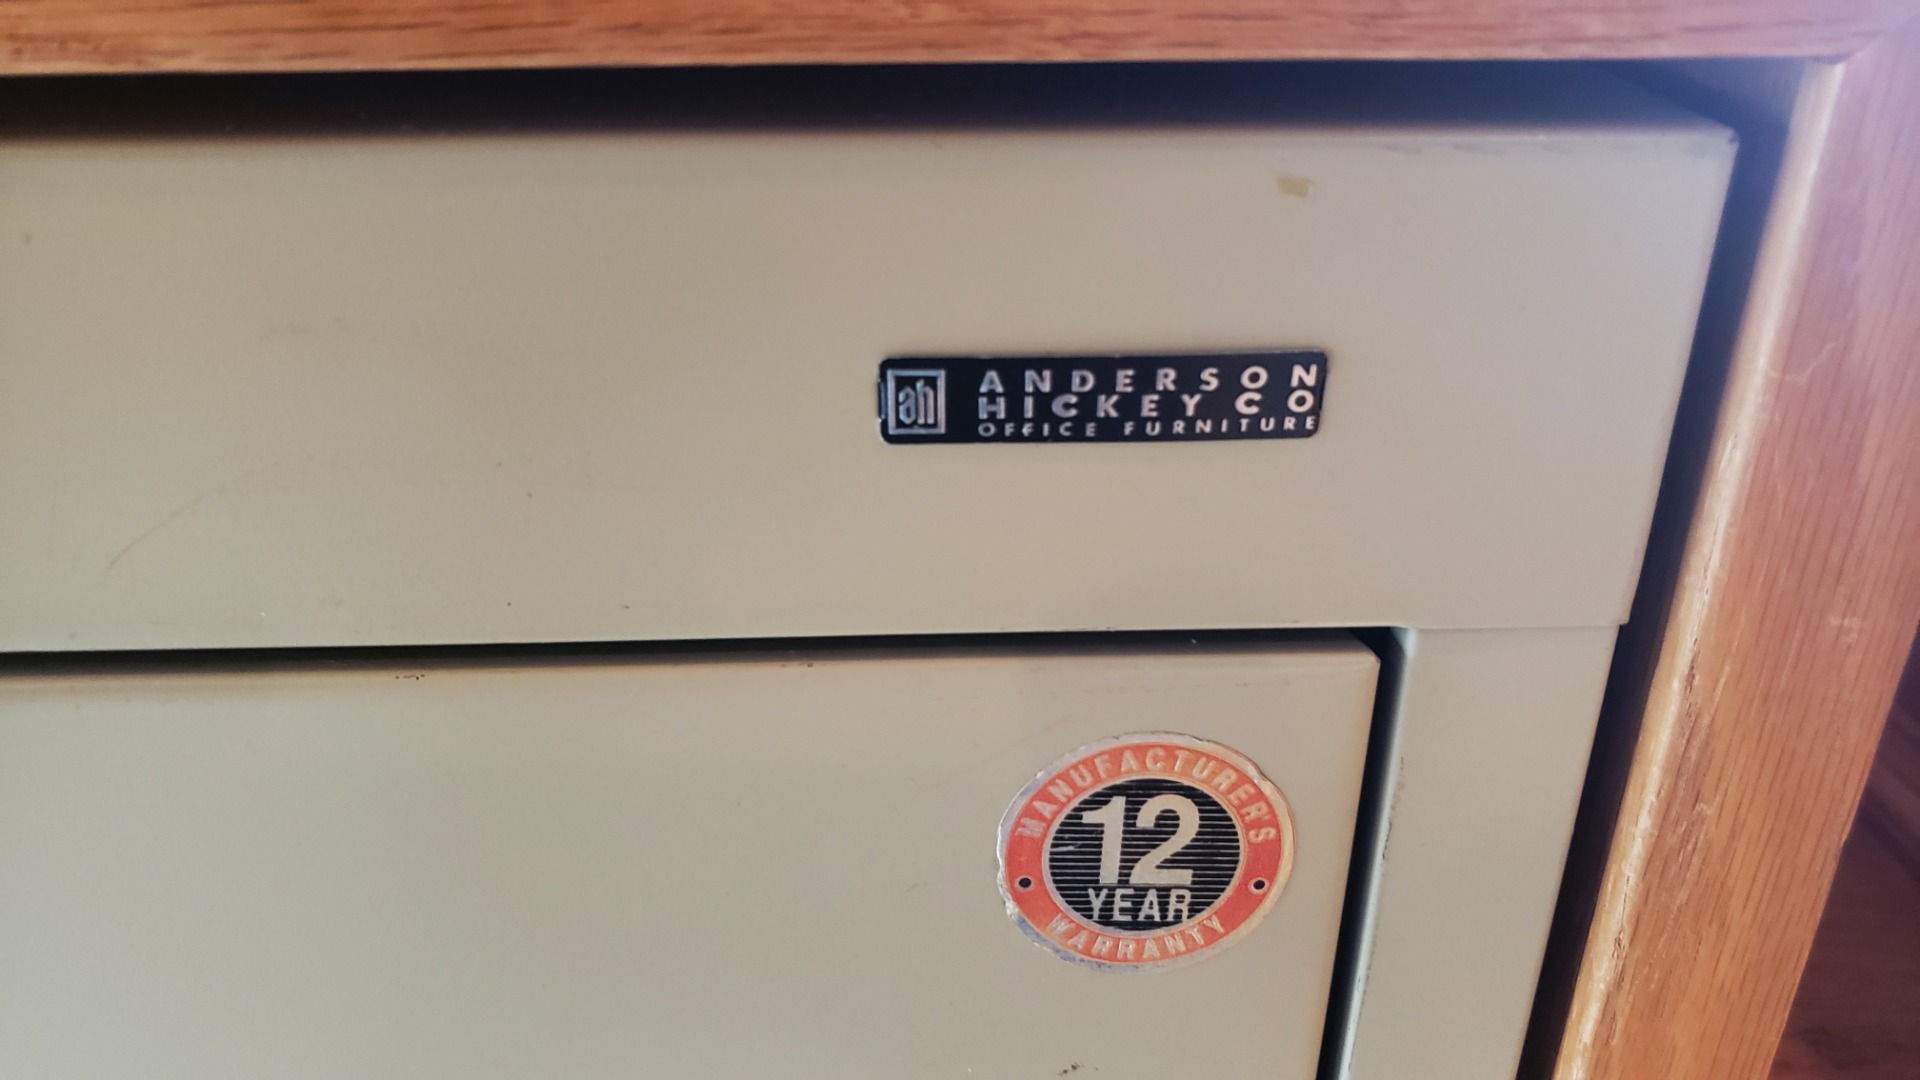 ah
ANDERSON
HICKEY CO
OFFICE FURNITURE
MANUFACTURER'S
12
YEAR
WARRANTY